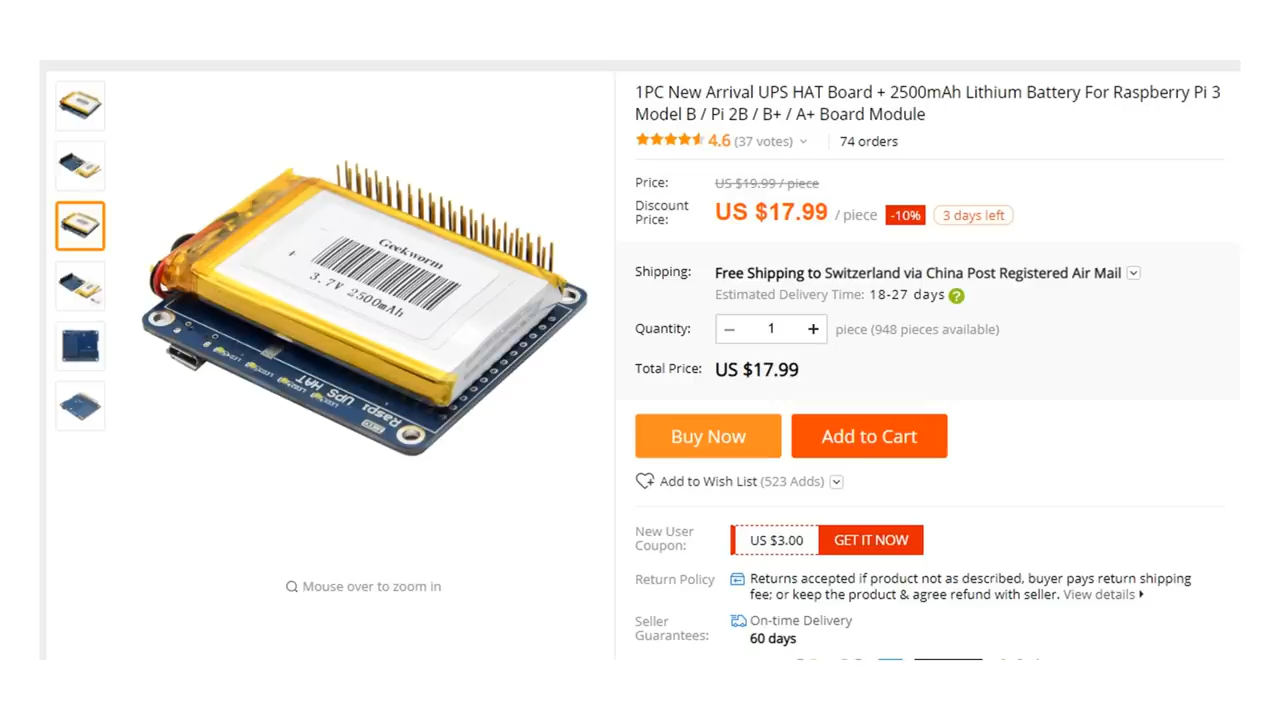 1PC New Arrival UPS HAT Board + 2500mAh Lithium Battery For Raspberry Pi 3
Model B / Pi 2B / B+ / A+ Board Module
4.6 (37 votes) 74 orders
Price: US $19.99 / piece
Discount
Price: US $17.99 / piece -10% 3 days left
Shipping: Free Shipping to Switzerland via China Post Registered Air Mail
Estimated Delivery Time: 18-27 days ?
Quantity: − 1 + piece (948 pieces available)
Total Price: US $17.99
Buy Now Add to Cart
Add to Wish List (523 Adds)
New User
Coupon: US $3.00 GET IT NOW
Return Policy Returns accepted if product not as described, buyer pays return shipping
fee; or keep the product & agree refund with seller. View details
Seller
Guarantees: On-time Delivery
60 days
Geekworm
3.7V 2500mAh
Raspi UPS HAT
Mouse over to zoom in